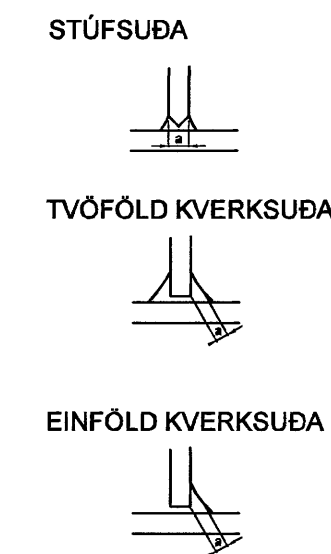 STÚFSUÐA
a
TVÖFÖLD KVERKSUÐA
a
EINFÖLD KVERKSUÐA
a